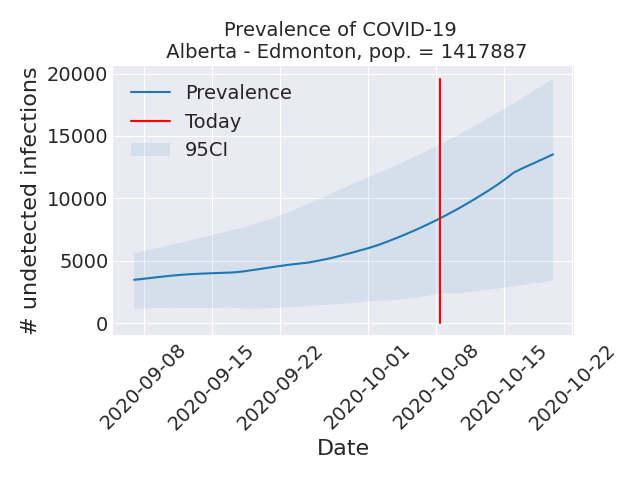 Prevalence of COVID-19
Alberta - Edmonton, pop. = 1417887
# undetected infections
20000
15000
10000
5000
0
Prevalence
Today
95CI
2020-09-08
2020-09-15
2020-09-22
2020-10-01
2020-10-08
2020-10-15
2020-10-22
Date